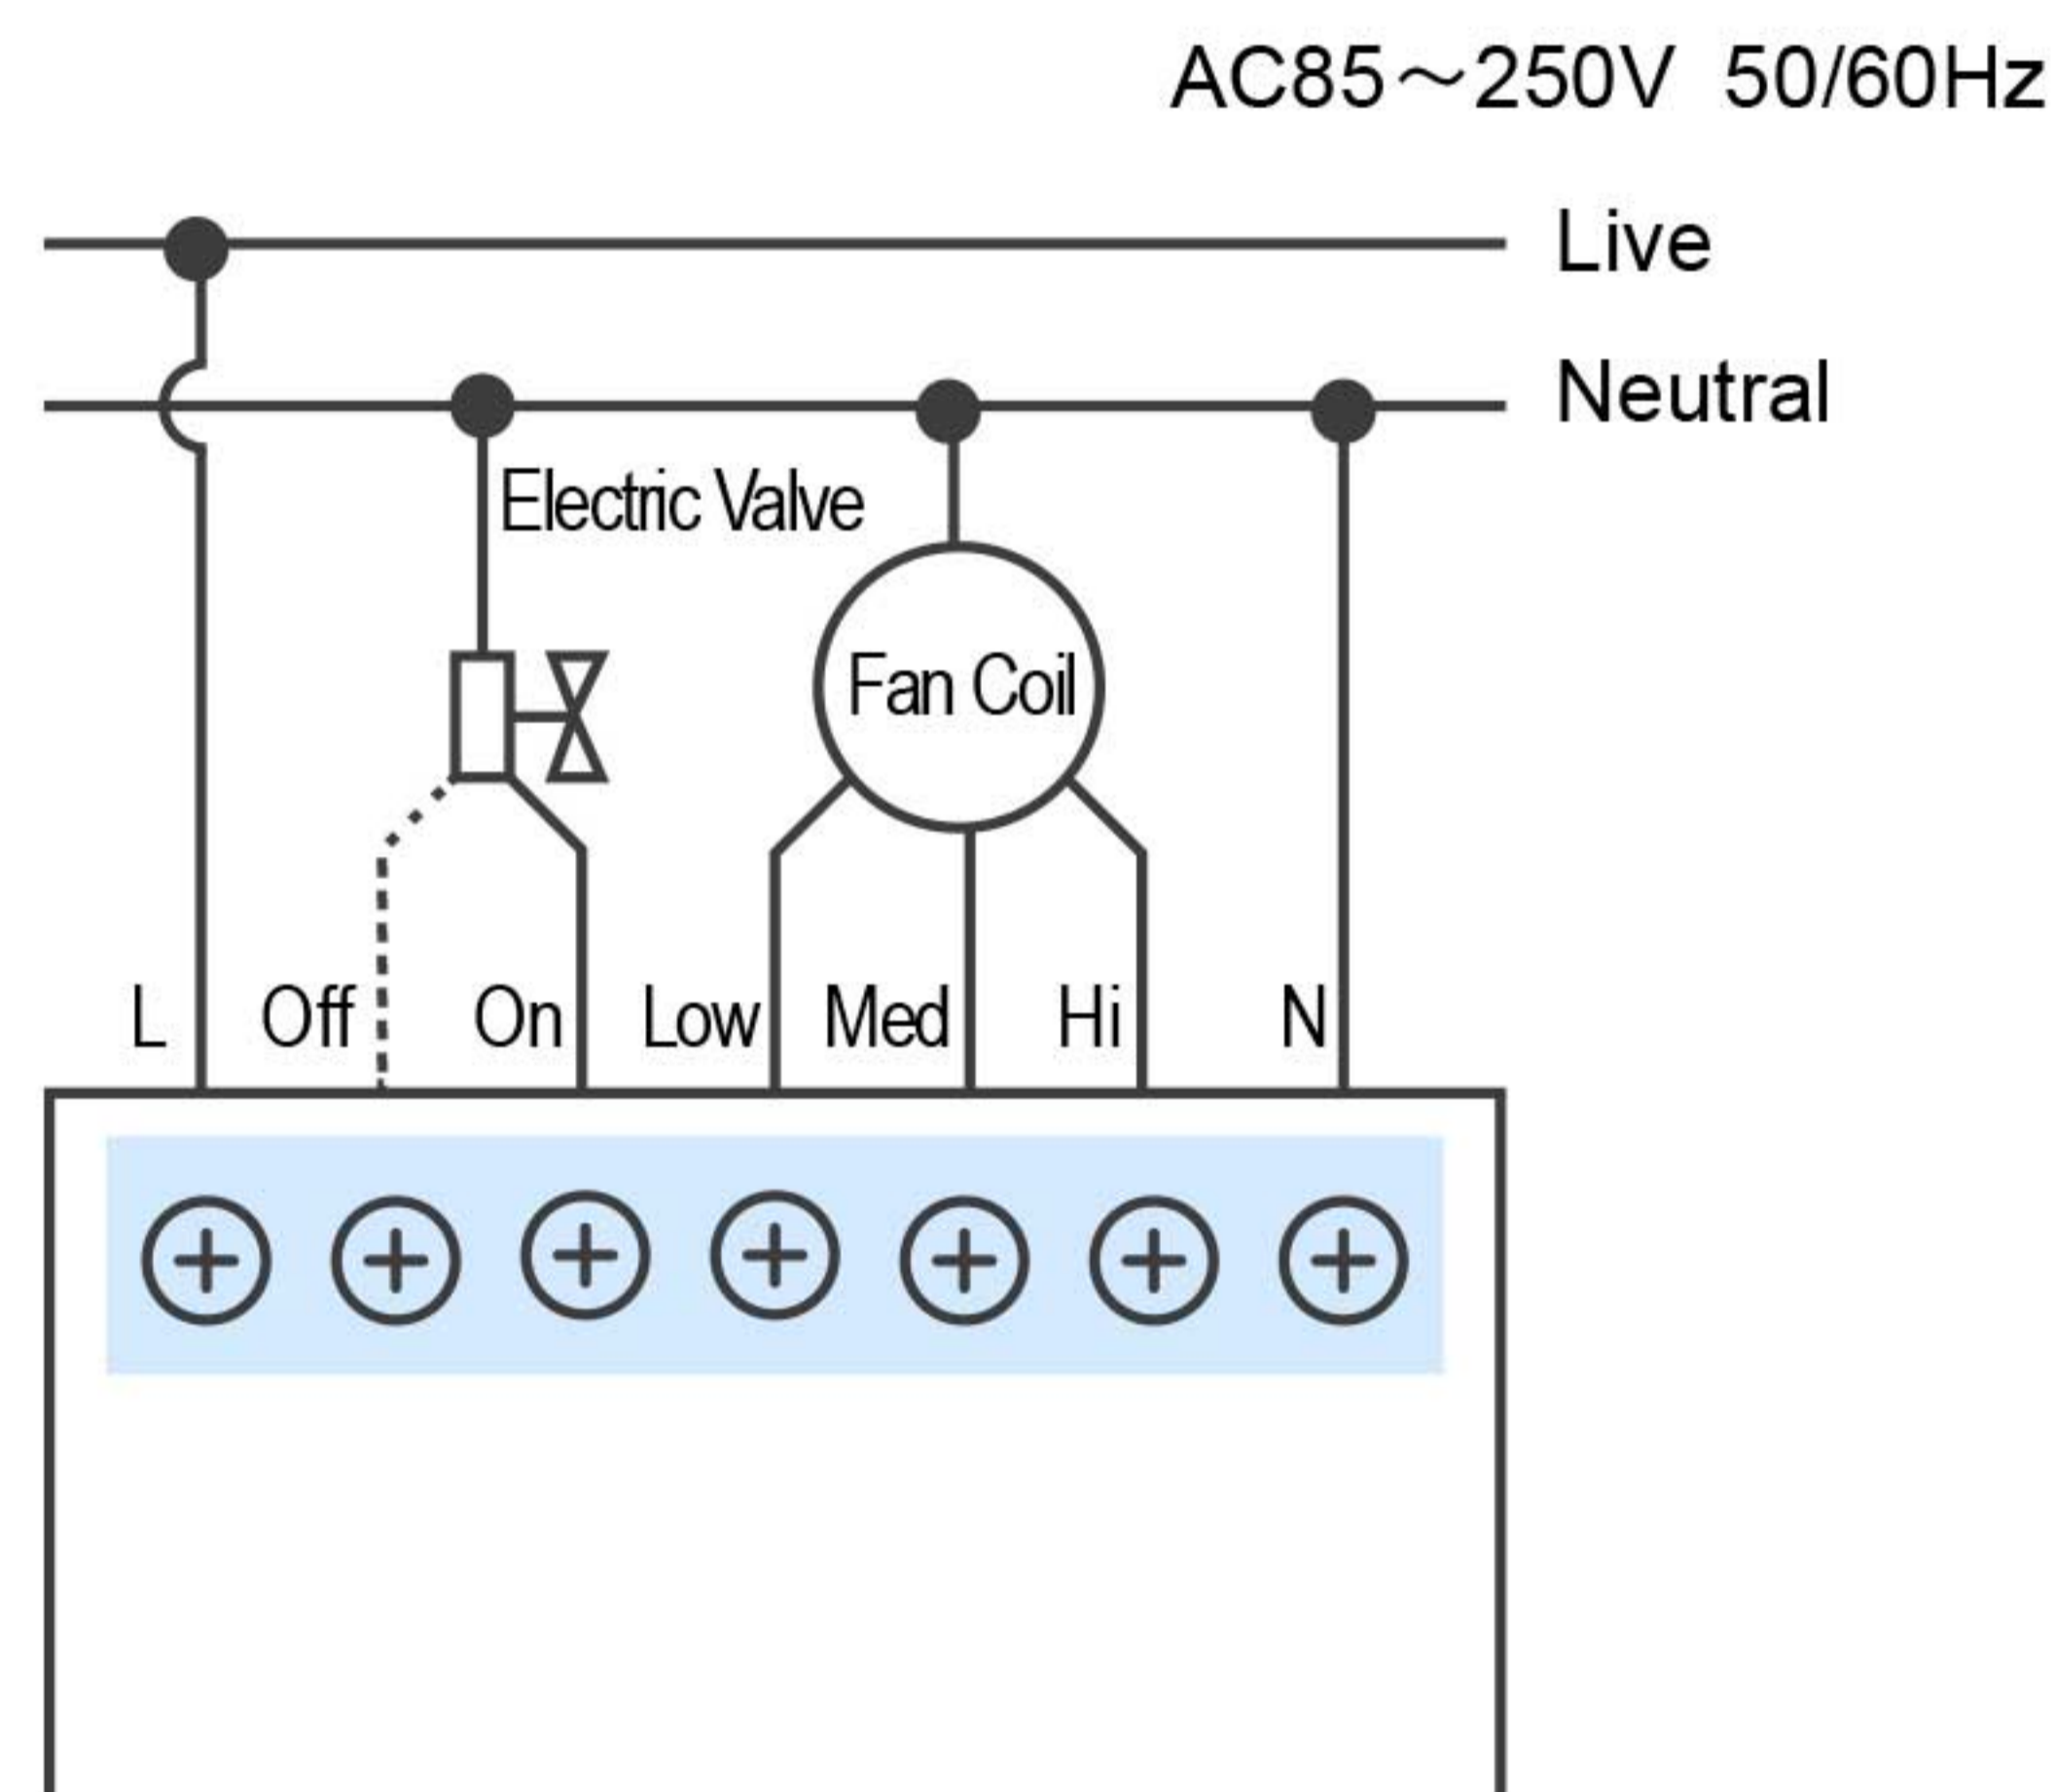 AC85～250V 50/60Hz
Live
Neutral
Electric Valve
Fan Coil
L Off On Low Med Hi N